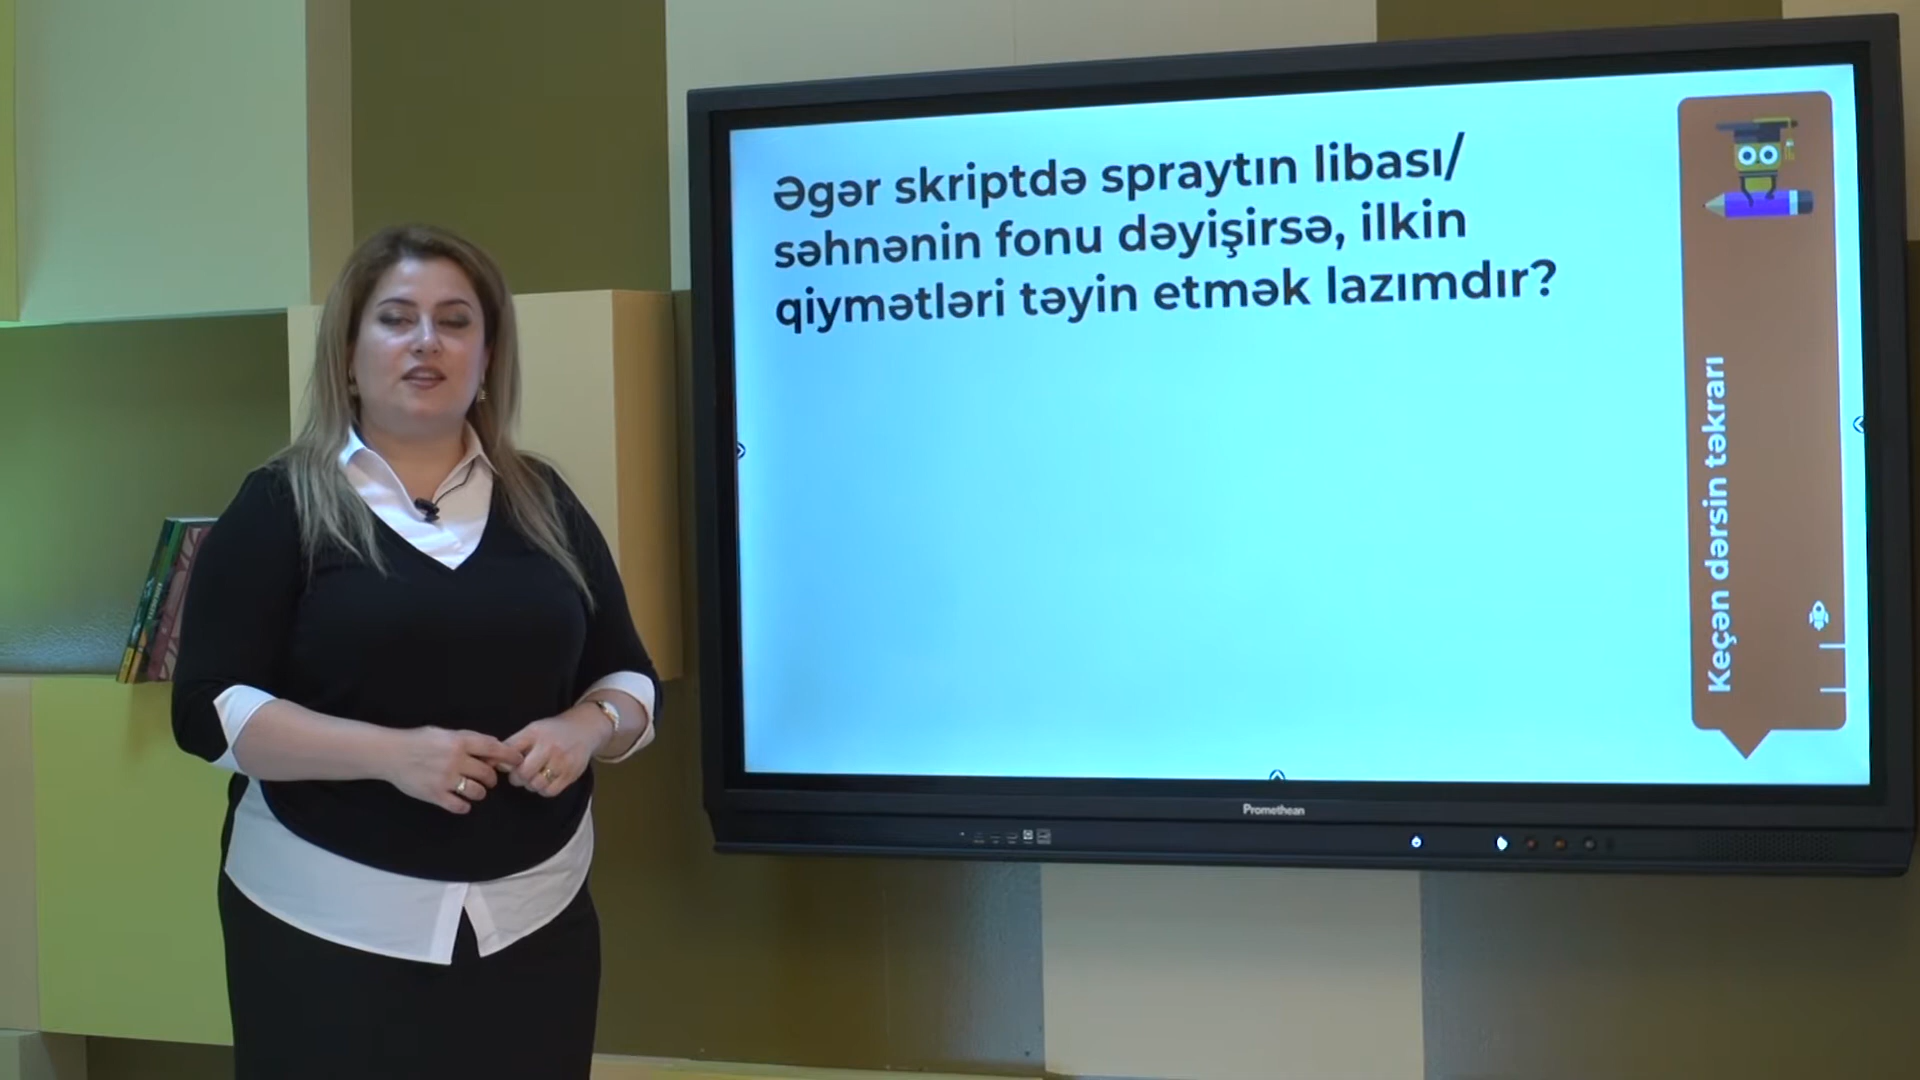 Əgər skriptdə spraytın libası/
səhnənin fonu dəyişirsə, ilkin
qiymətləri təyin etmək lazımdır?
Keçən dərsin təkrarı
Promethean